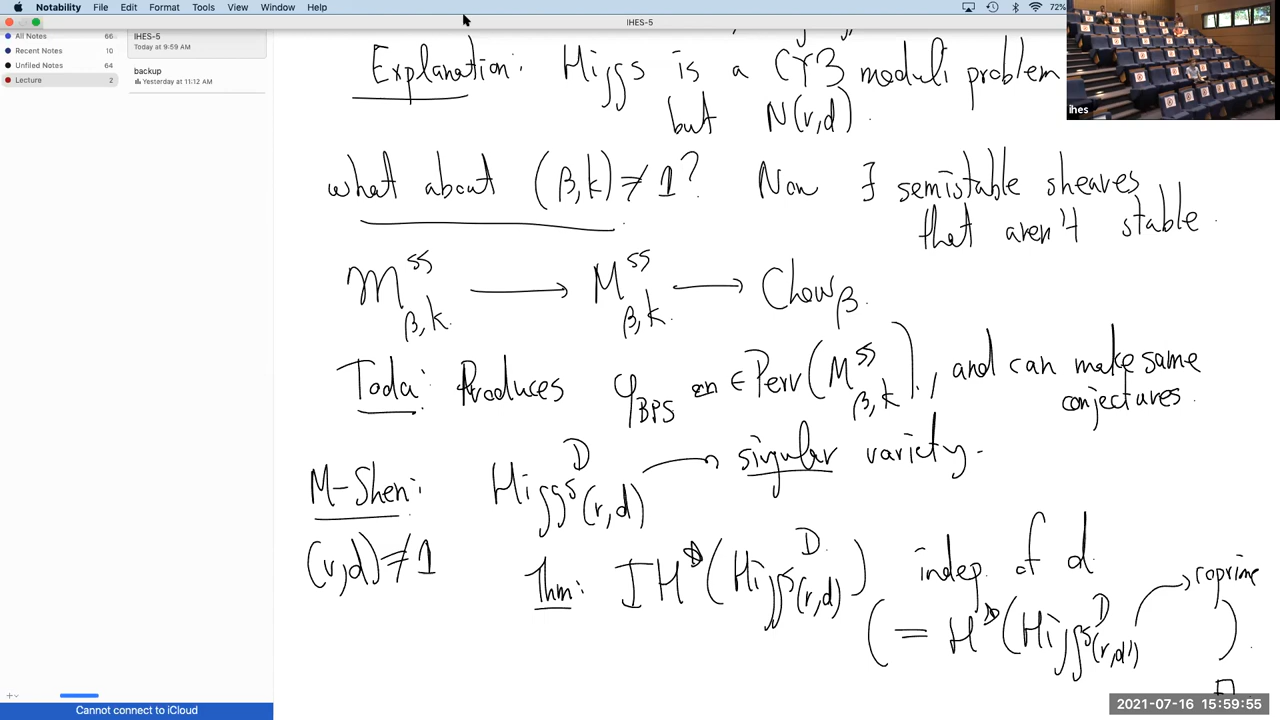 Notability File Edit View Window Help
72%
IHES-5
All Notes 66
Recent Notes 10
Unfiled Notes 64
Lecture 2
IHES-5
Today at 9:59 AM
backup
Yesterday at 11:12 AM
ihes
Explanation: Higgs is a CY3 moduli problem
but N(r,d).
what about (β,k) ≠ 1? Now ∃ semistable sheaves
that aren't stable.
𝔐^ss_β,k ⟶ M^ss_β,k ⟶ Chow_β.
Toda: Produces φ_BPS ∈ Perv(M^ss_β,k), and can make same
conjectures.
M-Shen: Higgs^D_(r,d) → singular variety.
(r,d) ≠ 1
Thm: IH^*(Higgs^D_(r,d)) indep. of d
(= H^*(Higgs^D_(r,d')) → coprime
□
Cannot connect to iCloud
2021-07-16 15:59:55